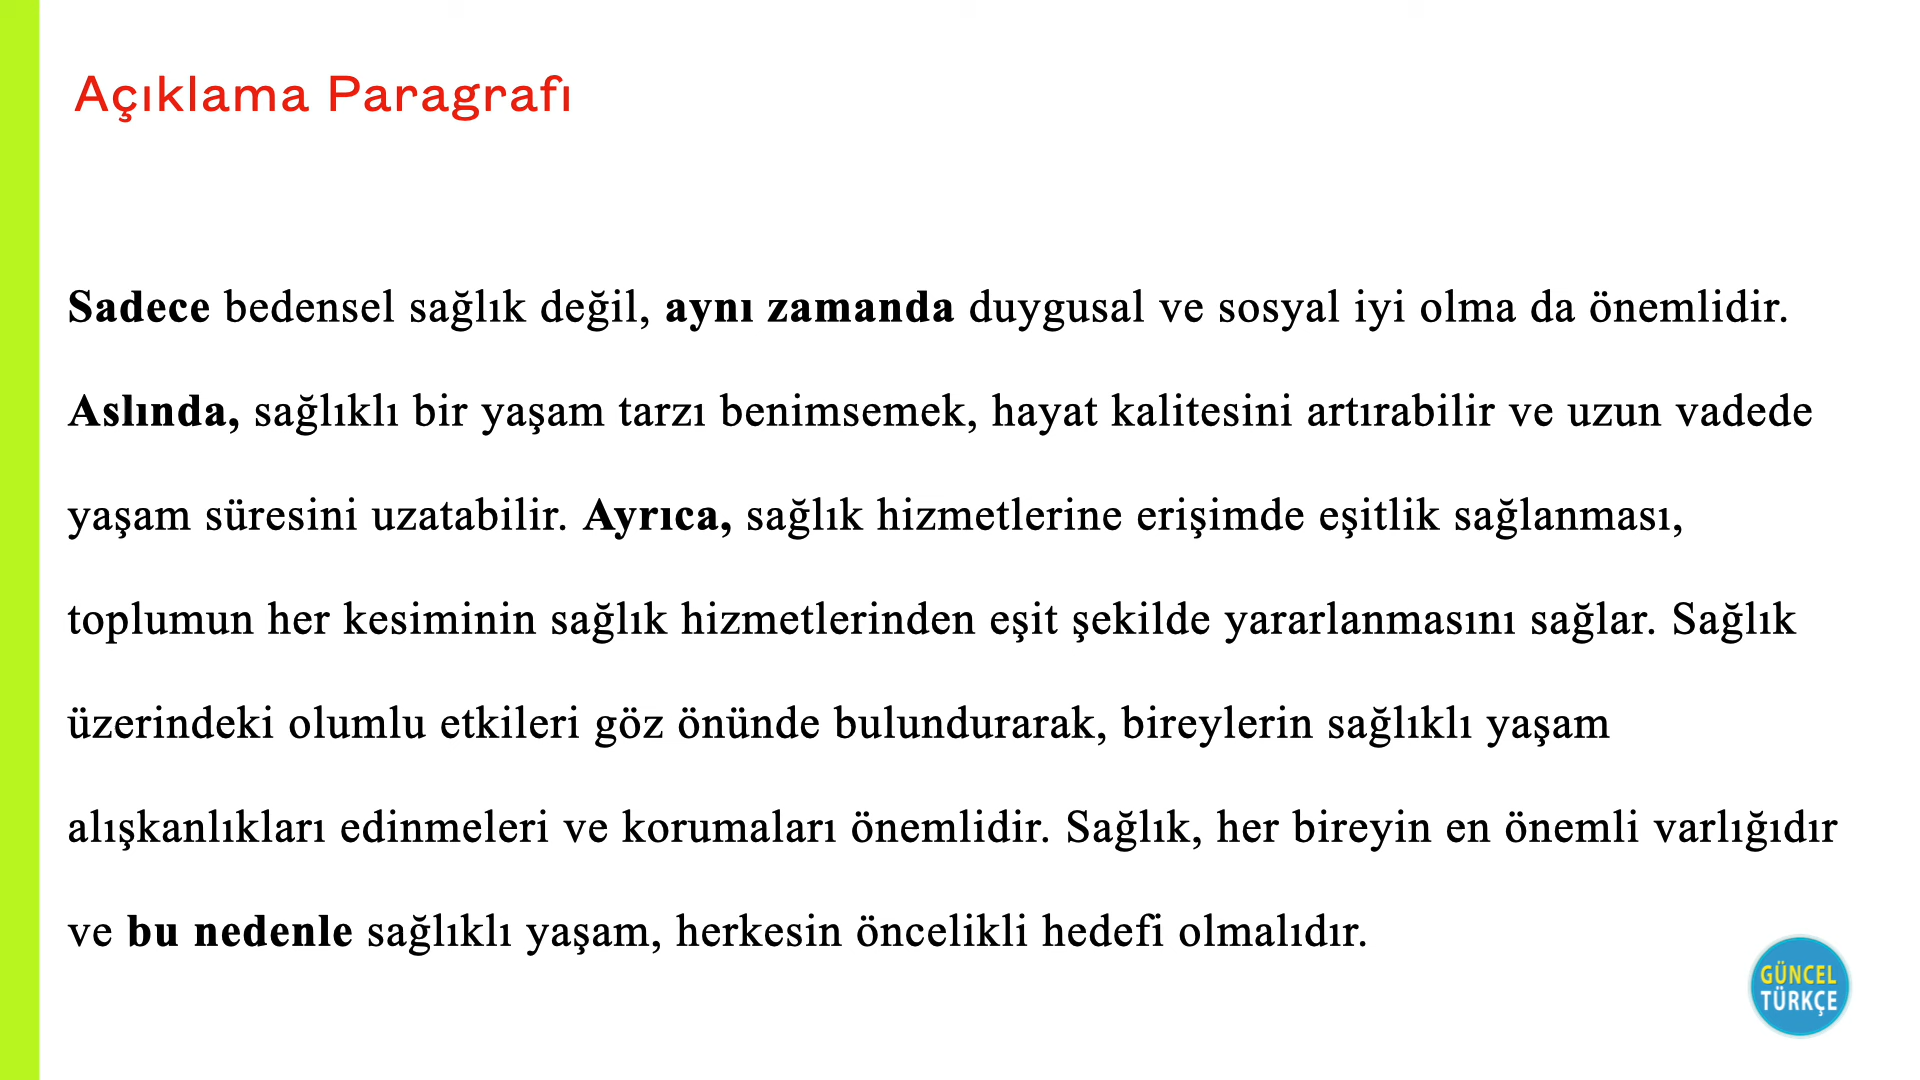 Açıklama Paragrafı
Sadece bedensel sağlık değil, aynı zamanda duygusal ve sosyal iyi olma da önemlidir.
Aslında, sağlıklı bir yaşam tarzı benimsemek, hayat kalitesini artırabilir ve uzun vadede
yaşam süresini uzatabilir. Ayrıca, sağlık hizmetlerine erişimde eşitlik sağlanması,
toplumun her kesiminin sağlık hizmetlerinden eşit şekilde yararlanmasını sağlar. Sağlık
üzerindeki olumlu etkileri göz önünde bulundurarak, bireylerin sağlıklı yaşam
alışkanlıkları edinmeleri ve korumaları önemlidir. Sağlık, her bireyin en önemli varlığıdır
ve bu nedenle sağlıklı yaşam, herkesin öncelikli hedefi olmalıdır.
GÜNCEL
TÜRKÇE